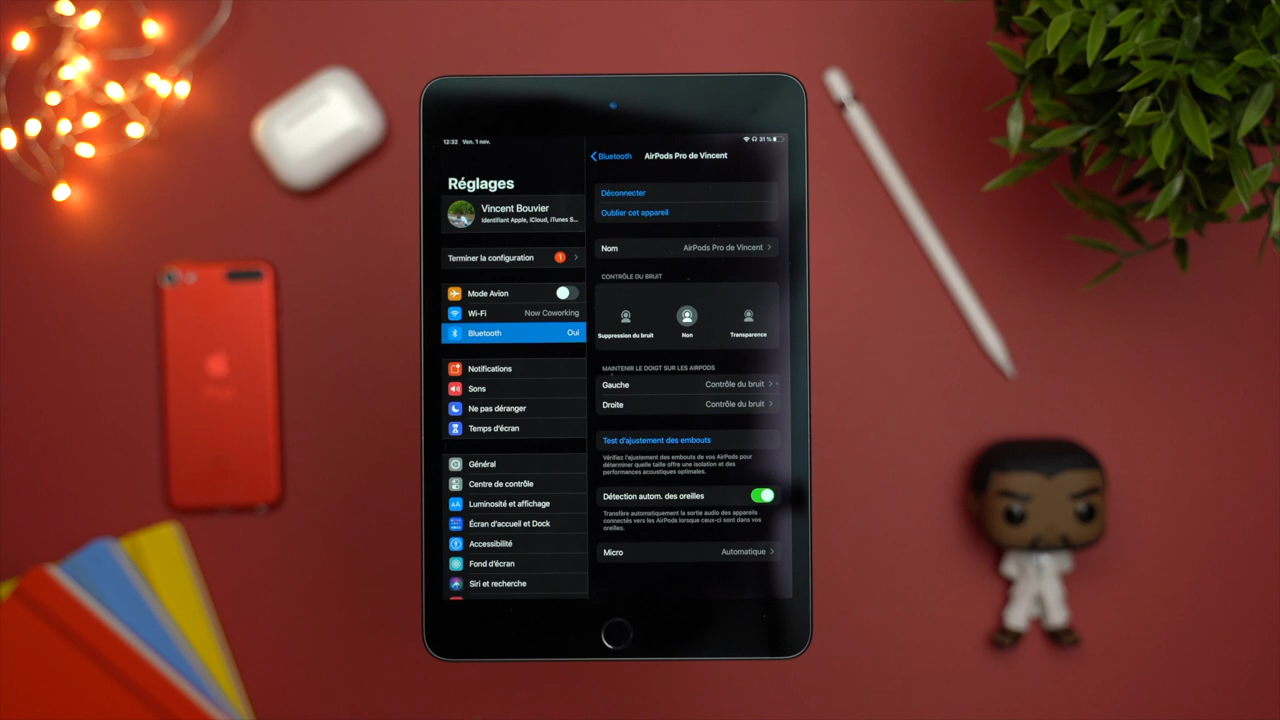 12:32 Ven. 1 nov.
31 %
Réglages
Vincent Bouvier
Identifiant Apple, iCloud, iTunes S...
Terminer la configuration 1
Mode Avion
Wi-Fi Now Coworking
Bluetooth Oui
Notifications
Sons
Ne pas déranger
Temps d'écran
Général
Centre de contrôle
AA Luminosité et affichage
Écran d'accueil et Dock
Accessibilité
Fond d'écran
Siri et recherche
Bluetooth AirPods Pro de Vincent
Déconnecter
Oublier cet appareil
Nom AirPods Pro de Vincent
CONTRÔLE DU BRUIT
Suppression du bruit Non Transparence
MAINTENIR LE DOIGT SUR LES AIRPODS
Gauche Contrôle du bruit
Droite Contrôle du bruit
Test d'ajustement des embouts
Vérifiez l'ajustement des embouts de vos AirPods pour
déterminer quelle taille offre une isolation et des
performances acoustiques optimales.
Détection autom. des oreilles
Transfère automatiquement la sortie audio des appareils
connectés vers les AirPods lorsque ceux-ci sont dans vos
oreilles.
Micro Automatique